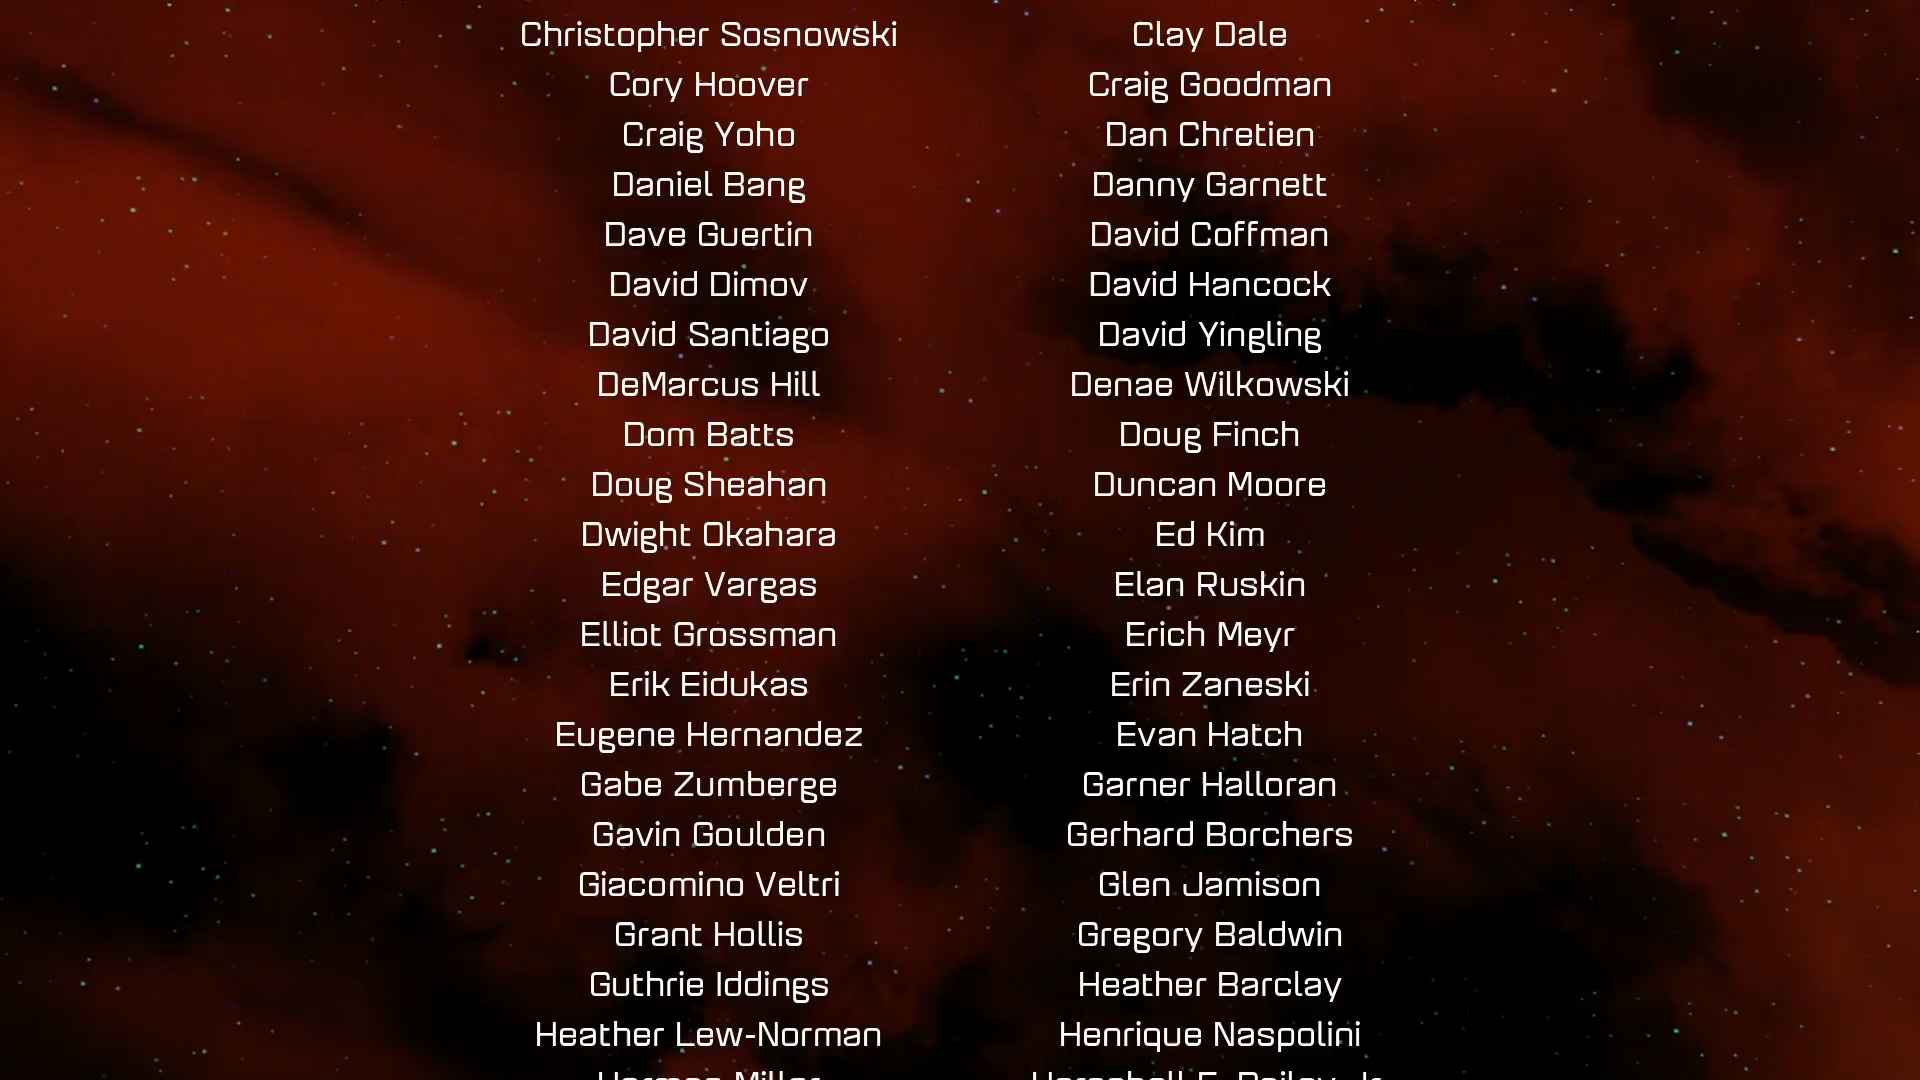 Christopher Sosnowski Clay Dale
Cory Hoover Craig Goodman
Craig Yoho Dan Chretien
Daniel Bang Danny Garnett
Dave Guertin David Coffman
David Dimov David Hancock
David Santiago David Yingling
DeMarcus Hill Denae Wilkowski
Dom Batts Doug Finch
Doug Sheahan Duncan Moore
Dwight Okahara Ed Kim
Edgar Vargas Elan Ruskin
Elliot Grossman Erich Meyr
Erik Eidukas Erin Zaneski
Eugene Hernandez Evan Hatch
Gabe Zumberge Garner Halloran
Gavin Goulden Gerhard Borchers
Giacomino Veltri Glen Jamison
Grant Hollis Gregory Baldwin
Guthrie Iddings Heather Barclay
Heather Lew-Norman Henrique Naspolini